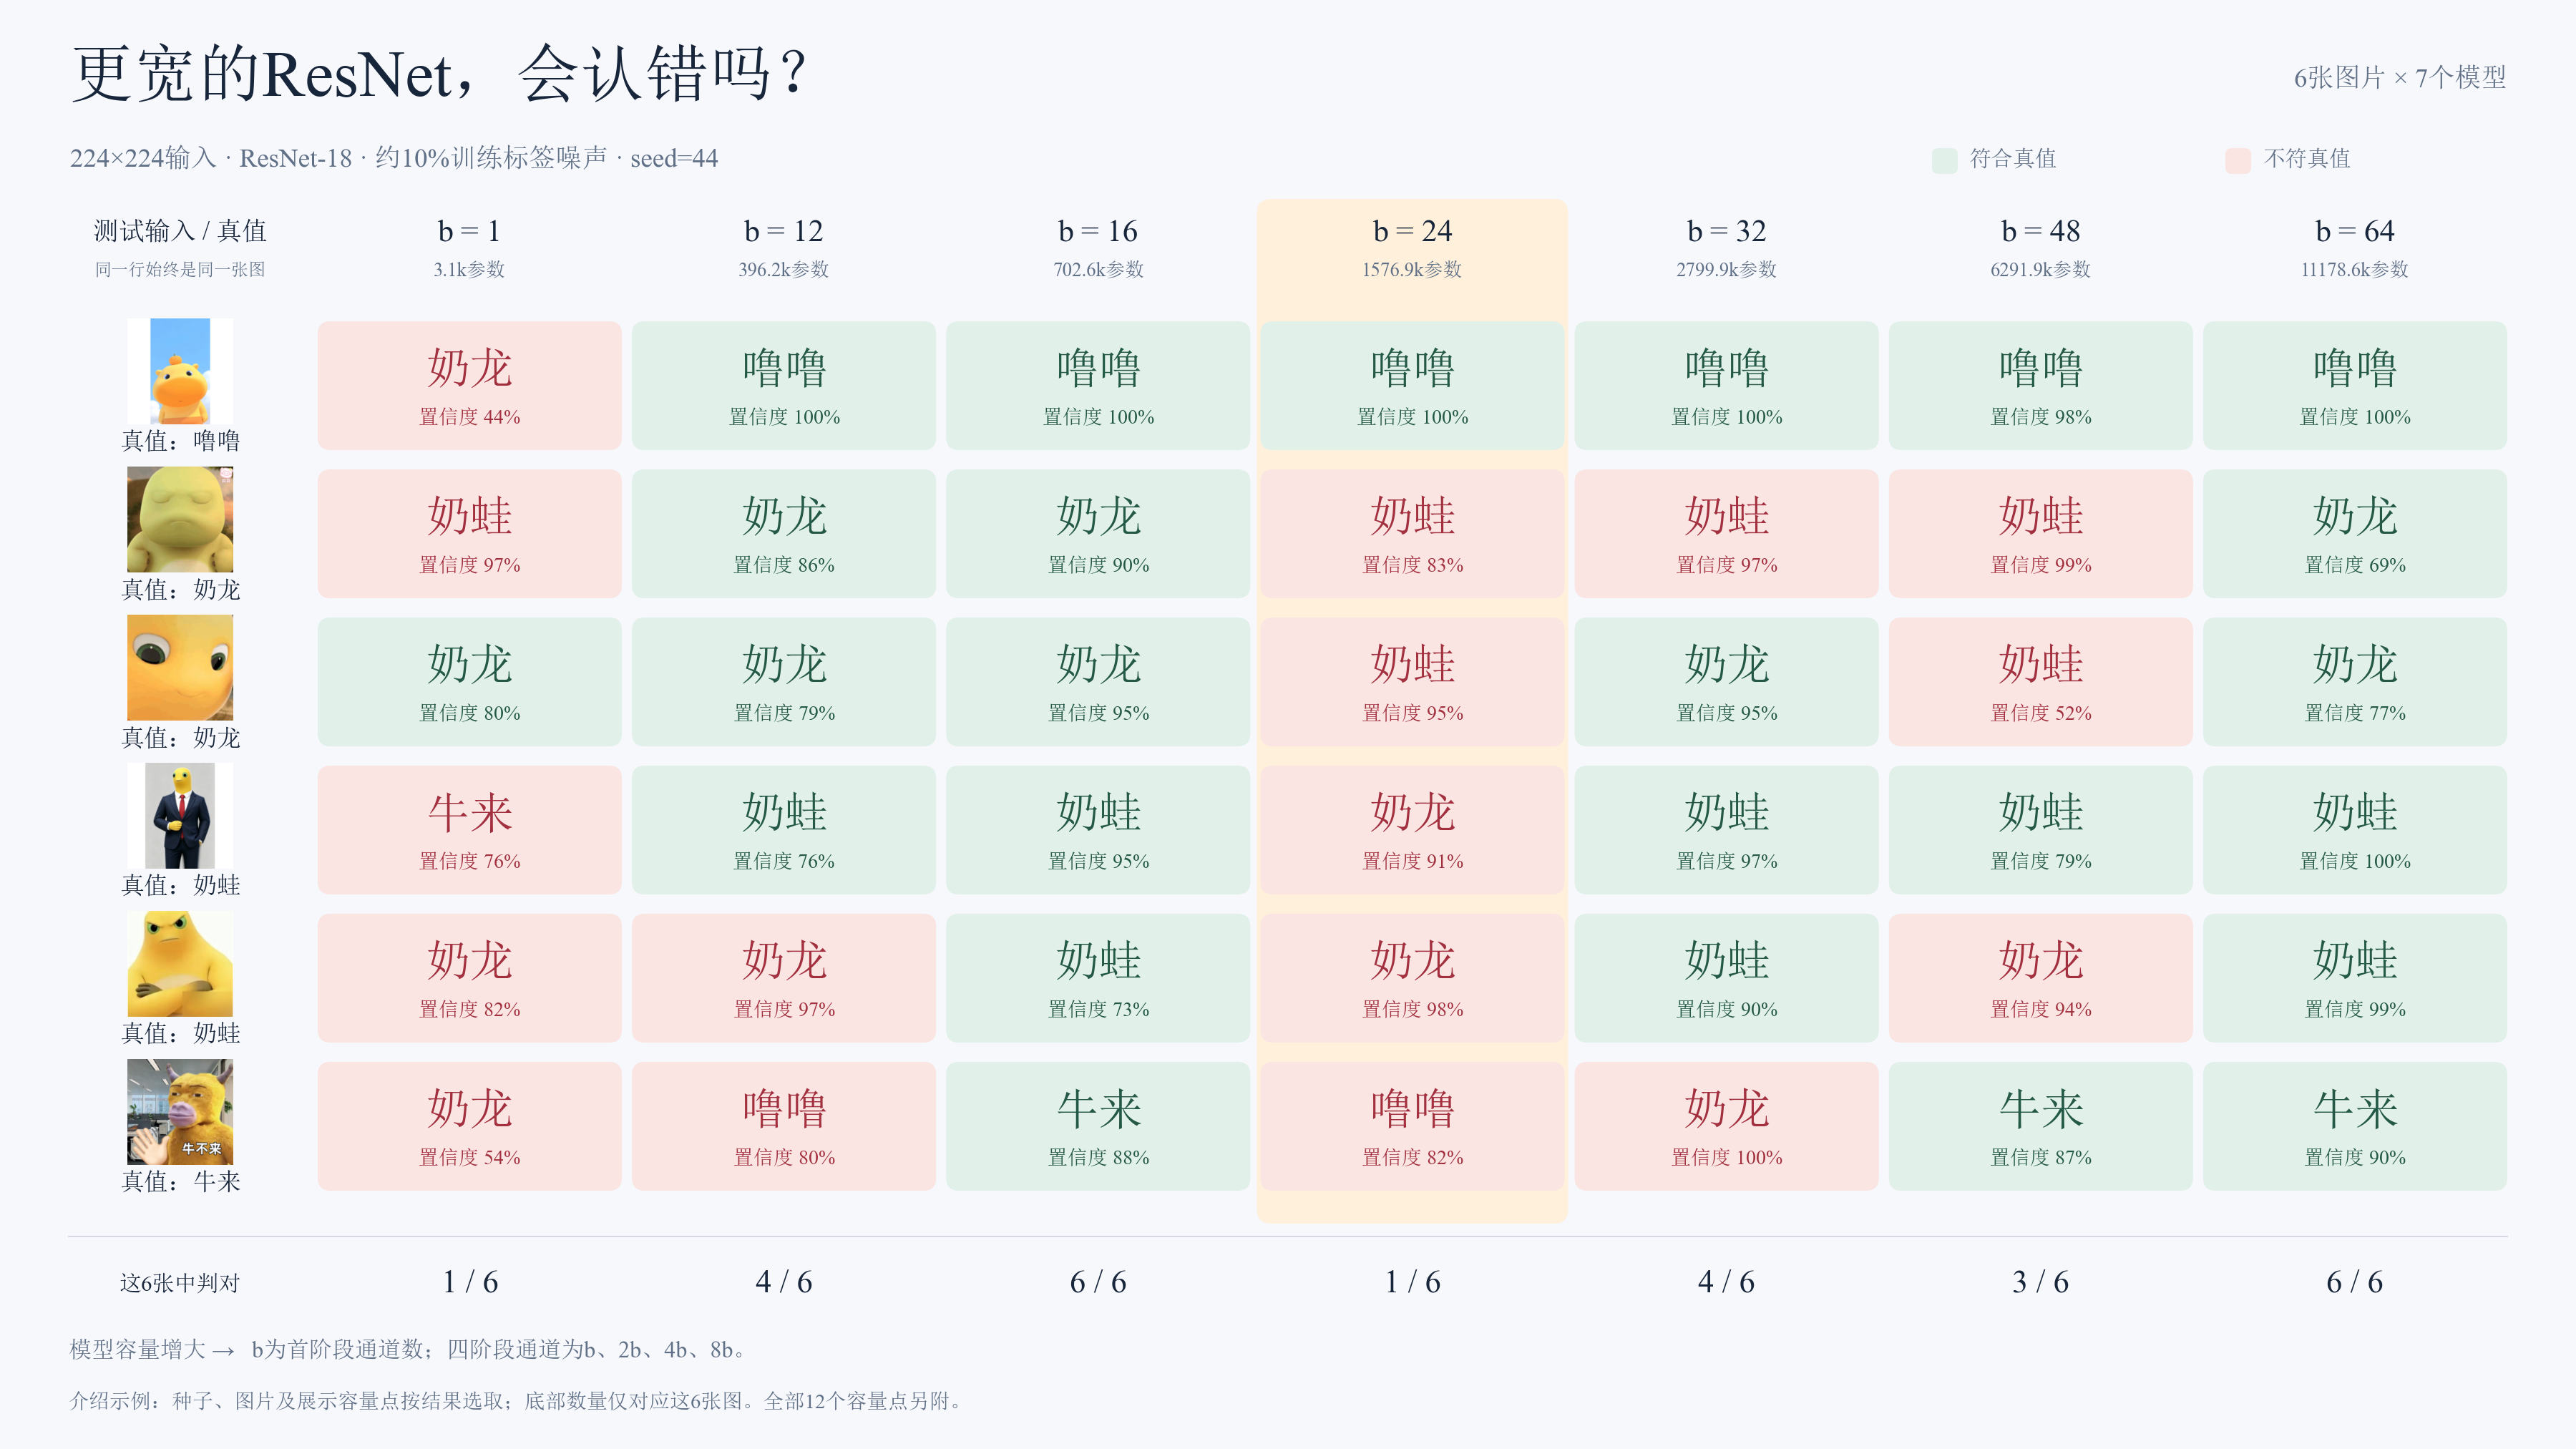 更宽的ResNet，会认错吗？
6张图片 × 7个模型
224×224输入 · ResNet-18 · 约10%训练标签噪声 · seed=44
符合真值 不符真值
测试输入 / 真值 b = 1 b = 12 b = 16 b = 24 b = 32 b = 48 b = 64
同一行始终是同一张图 3.1k参数 396.2k参数 702.6k参数 1576.9k参数 2799.9k参数 6291.9k参数 11178.6k参数
奶龙 噜噜 噜噜 噜噜 噜噜 噜噜 噜噜
置信度 44% 置信度 100% 置信度 100% 置信度 100% 置信度 100% 置信度 98% 置信度 100%
真值：噜噜
奶蛙 奶龙 奶龙 奶蛙 奶蛙 奶蛙 奶龙
置信度 97% 置信度 86% 置信度 90% 置信度 83% 置信度 97% 置信度 99% 置信度 69%
真值：奶龙
奶龙 奶龙 奶龙 奶蛙 奶龙 奶蛙 奶龙
置信度 80% 置信度 79% 置信度 95% 置信度 95% 置信度 95% 置信度 52% 置信度 77%
真值：奶龙
牛来 奶蛙 奶蛙 奶龙 奶蛙 奶蛙 奶蛙
置信度 76% 置信度 76% 置信度 95% 置信度 91% 置信度 97% 置信度 79% 置信度 100%
真值：奶蛙
奶龙 奶龙 奶蛙 奶龙 奶蛙 奶龙 奶蛙
置信度 82% 置信度 97% 置信度 73% 置信度 98% 置信度 90% 置信度 94% 置信度 99%
真值：奶蛙
奶龙 噜噜 牛来 噜噜 奶龙 牛来 牛来
牛不来
置信度 54% 置信度 80% 置信度 88% 置信度 82% 置信度 100% 置信度 87% 置信度 90%
真值：牛来
这6张中判对 1 / 6 4 / 6 6 / 6 1 / 6 4 / 6 3 / 6 6 / 6
模型容量增大 → b为首阶段通道数；四阶段通道为b、2b、4b、8b。
介绍示例：种子、图片及展示容量点按结果选取；底部数量仅对应这6张图。全部12个容量点另附。